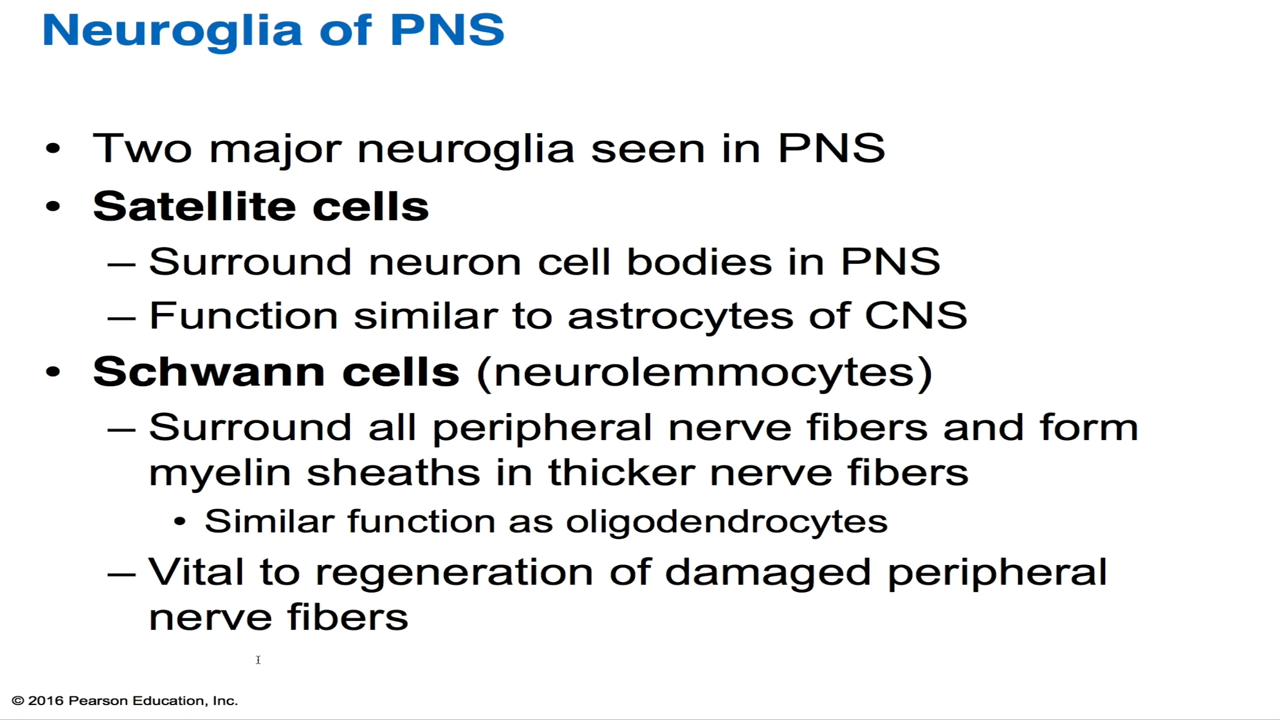 Neuroglia of PNS
• Two major neuroglia seen in PNS
• Satellite cells
– Surround neuron cell bodies in PNS
– Function similar to astrocytes of CNS
• Schwann cells (neurolemmocytes)
– Surround all peripheral nerve fibers and form
myelin sheaths in thicker nerve fibers
• Similar function as oligodendrocytes
– Vital to regeneration of damaged peripheral
nerve fibers
© 2016 Pearson Education, Inc.